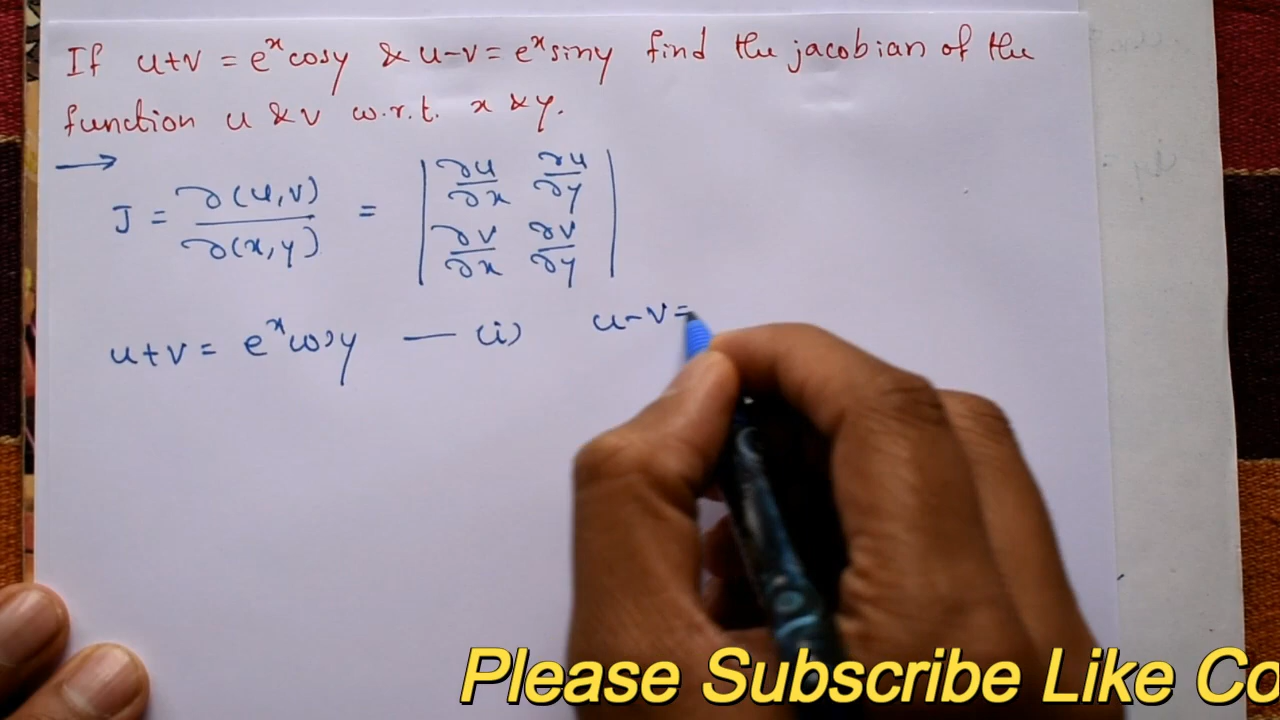 If u+v = e^x cosy & u-v = e^x siny find the jacobian of the
function u & v w.r.t. x & y.
→
J = ∂(u,v)/∂(x,y) = | ∂u/∂x ∂u/∂y |
| ∂v/∂x ∂v/∂y |
u+v = e^x cosy — (i) u-v=
Please Subscribe Like Co